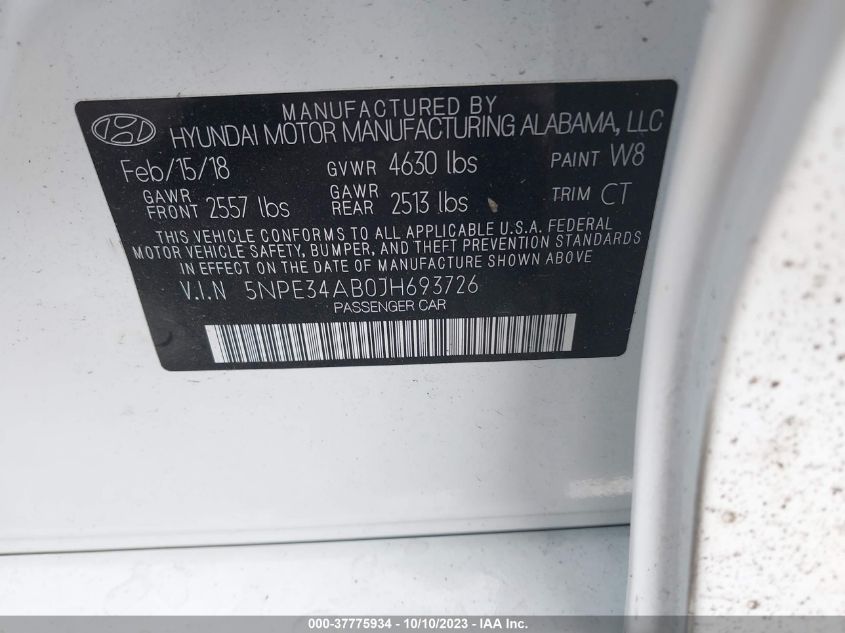 MANUFACTURED BY
HYUNDAI MOTOR MANUFACTURING ALABAMA, LLC
Feb/15/18 GVWR 4630 lbs PAINT W8
GAWR FRONT 2557 lbs GAWR REAR 2513 lbs TRIM CT
THIS VEHICLE CONFORMS TO ALL APPLICABLE U.S.A. FEDERAL
MOTOR VEHICLE SAFETY, BUMPER, AND THEFT PREVENTION STANDARDS
IN EFFECT ON THE DATE OF MANUFACTURE SHOWN ABOVE
V.I.N 5NPE34AB0JH693726
PASSENGER CAR
000-37775934 - 10/10/2023 - IAA Inc.